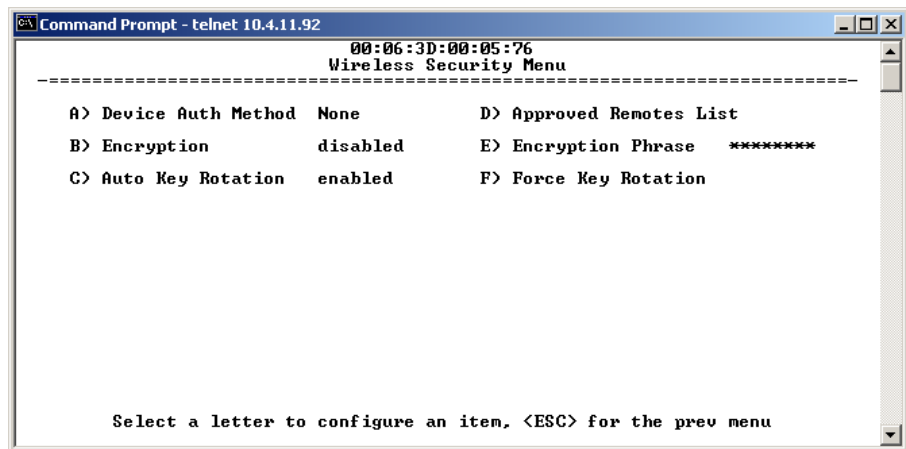 Command Prompt - telnet 10.4.11.92
00:06:3D:00:05:76
Wireless Security Menu
-==========================================================================-
A) Device Auth Method None D) Approved Remotes List
B) Encryption disabled E) Encryption Phrase ********
C) Auto Key Rotation enabled F) Force Key Rotation
Select a letter to configure an item, <ESC> for the prev menu